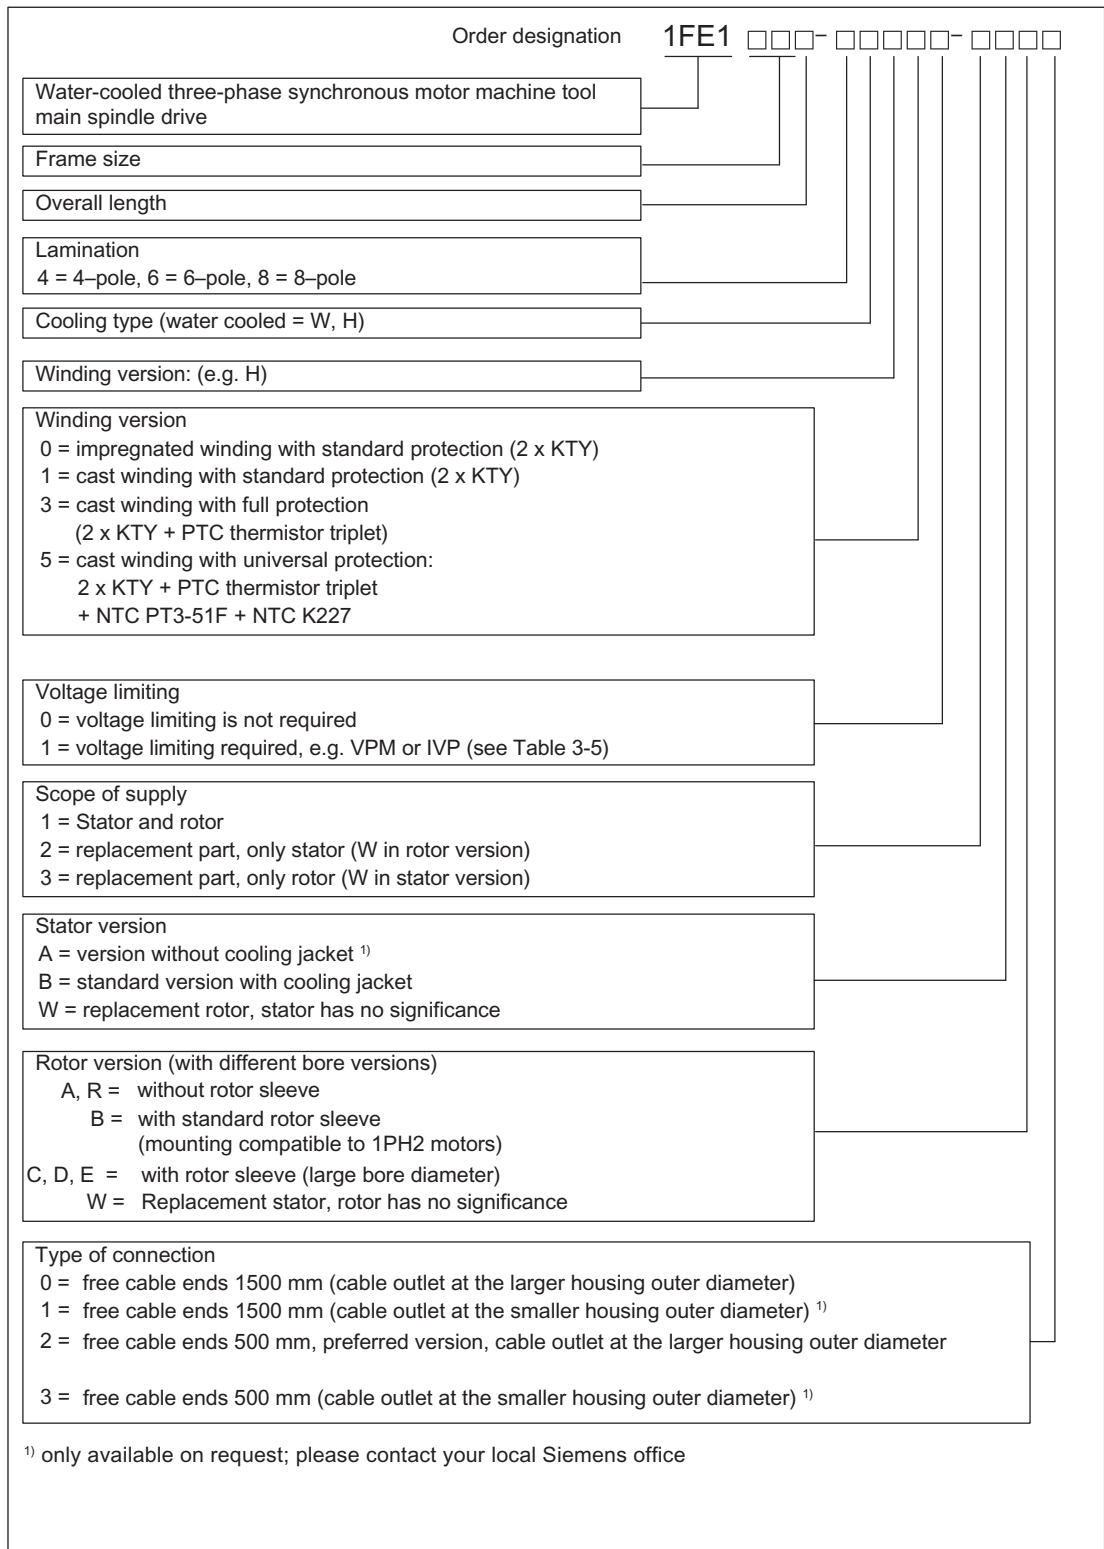 Order designation 1FE1 □□□-□□□□□-□□□□
Water-cooled three-phase synchronous motor machine tool
main spindle drive
Frame size
Overall length
Lamination
4 = 4–pole, 6 = 6–pole, 8 = 8–pole
Cooling type (water cooled = W, H)
Winding version: (e.g. H)
Winding version
0 = impregnated winding with standard protection (2 x KTY)
1 = cast winding with standard protection (2 x KTY)
3 = cast winding with full protection
(2 x KTY + PTC thermistor triplet)
5 = cast winding with universal protection:
2 x KTY + PTC thermistor triplet
+ NTC PT3-51F + NTC K227
Voltage limiting
0 = voltage limiting is not required
1 = voltage limiting required, e.g. VPM or IVP (see Table 3-5)
Scope of supply
1 = Stator and rotor
2 = replacement part, only stator (W in rotor version)
3 = replacement part, only rotor (W in stator version)
Stator version
A = version without cooling jacket 1)
B = standard version with cooling jacket
W = replacement rotor, stator has no significance
Rotor version (with different bore versions)
A, R = without rotor sleeve
B = with standard rotor sleeve
(mounting compatible to 1PH2 motors)
C, D, E = with rotor sleeve (large bore diameter)
W = Replacement stator, rotor has no significance
Type of connection
0 = free cable ends 1500 mm (cable outlet at the larger housing outer diameter)
1 = free cable ends 1500 mm (cable outlet at the smaller housing outer diameter) 1)
2 = free cable ends 500 mm, preferred version, cable outlet at the larger housing outer diameter
3 = free cable ends 500 mm (cable outlet at the smaller housing outer diameter) 1)
1) only available on request; please contact your local Siemens office